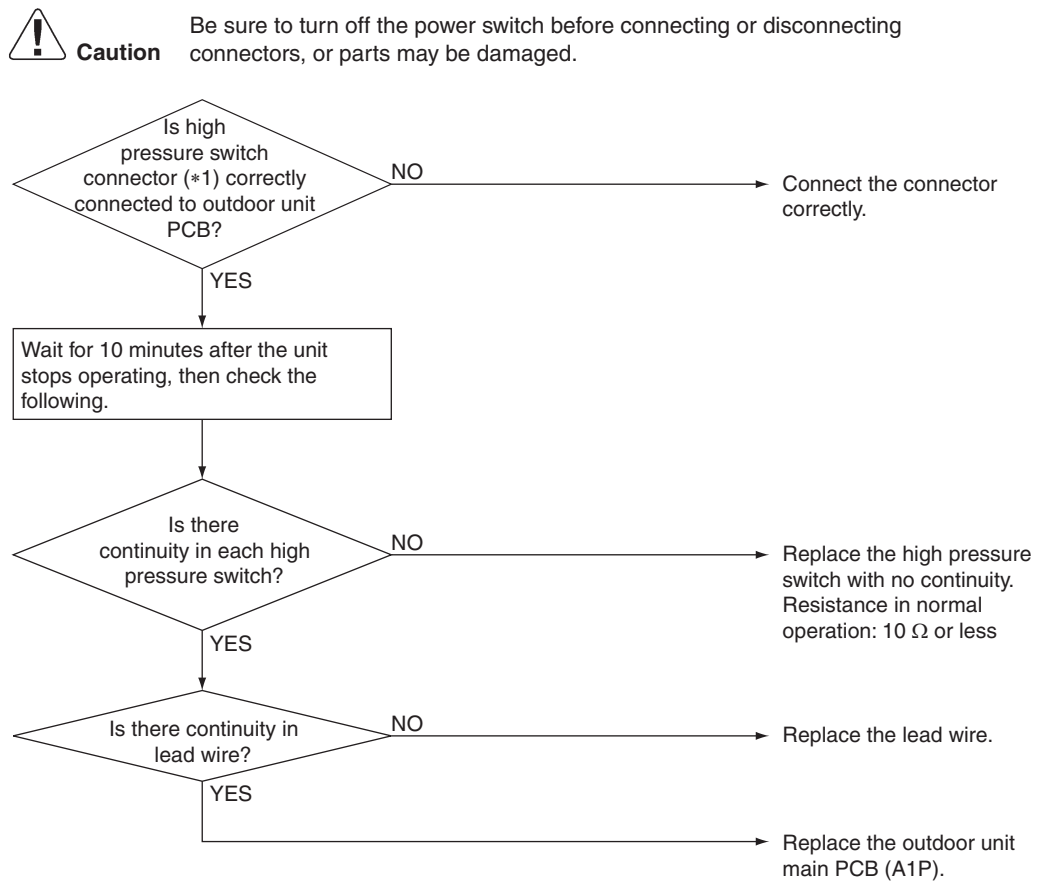 Caution
Be sure to turn off the power switch before connecting or disconnecting
connectors, or parts may be damaged.
Is high
pressure switch
connector (*1) correctly
connected to outdoor unit
PCB?
NO
Connect the connector
correctly.
YES
Wait for 10 minutes after the unit
stops operating, then check the
following.
Is there
continuity in each high
pressure switch?
NO
Replace the high pressure
switch with no continuity.
Resistance in normal
operation: 10 Ω or less
YES
Is there continuity in
lead wire?
NO
Replace the lead wire.
YES
Replace the outdoor unit
main PCB (A1P).